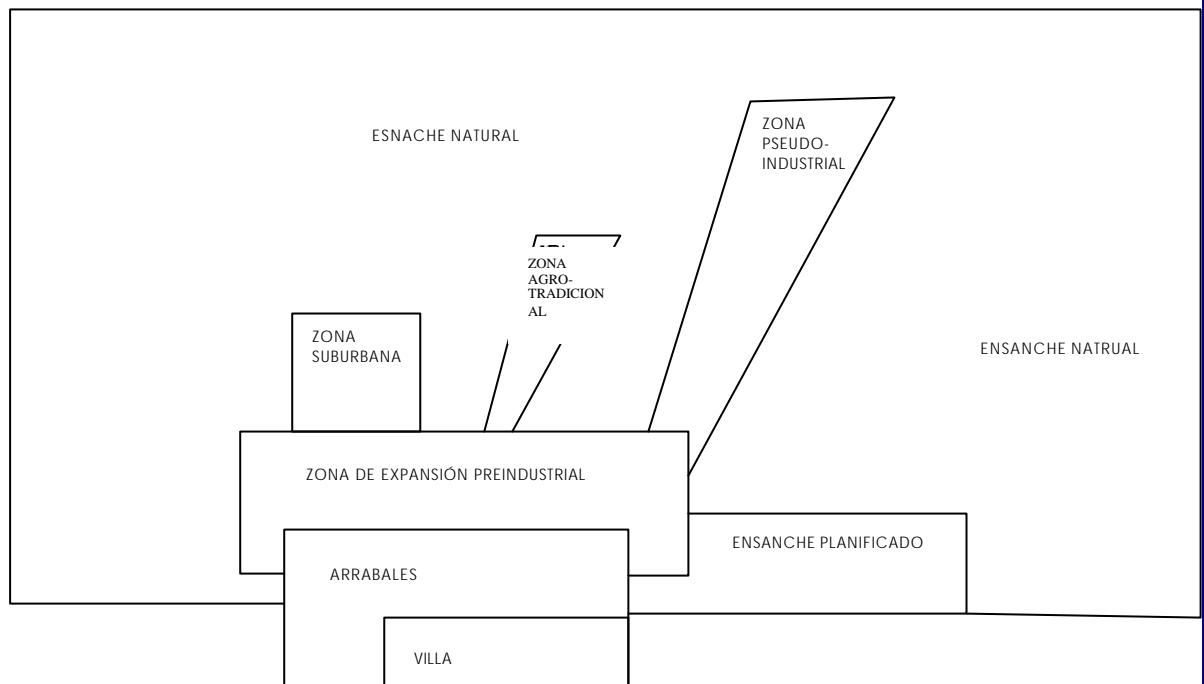 ESNACHE NATURAL
ZONA
PSEUDO-
INDUSTRIAL
ZONA
AGRO-
TRADICION
AL
ZONA
SUBURBANA
ENSANCHE NATRUAL
ZONA DE EXPANSIÓN PREINDUSTRIAL
ENSANCHE PLANIFICADO
ARRABALES
VILLA